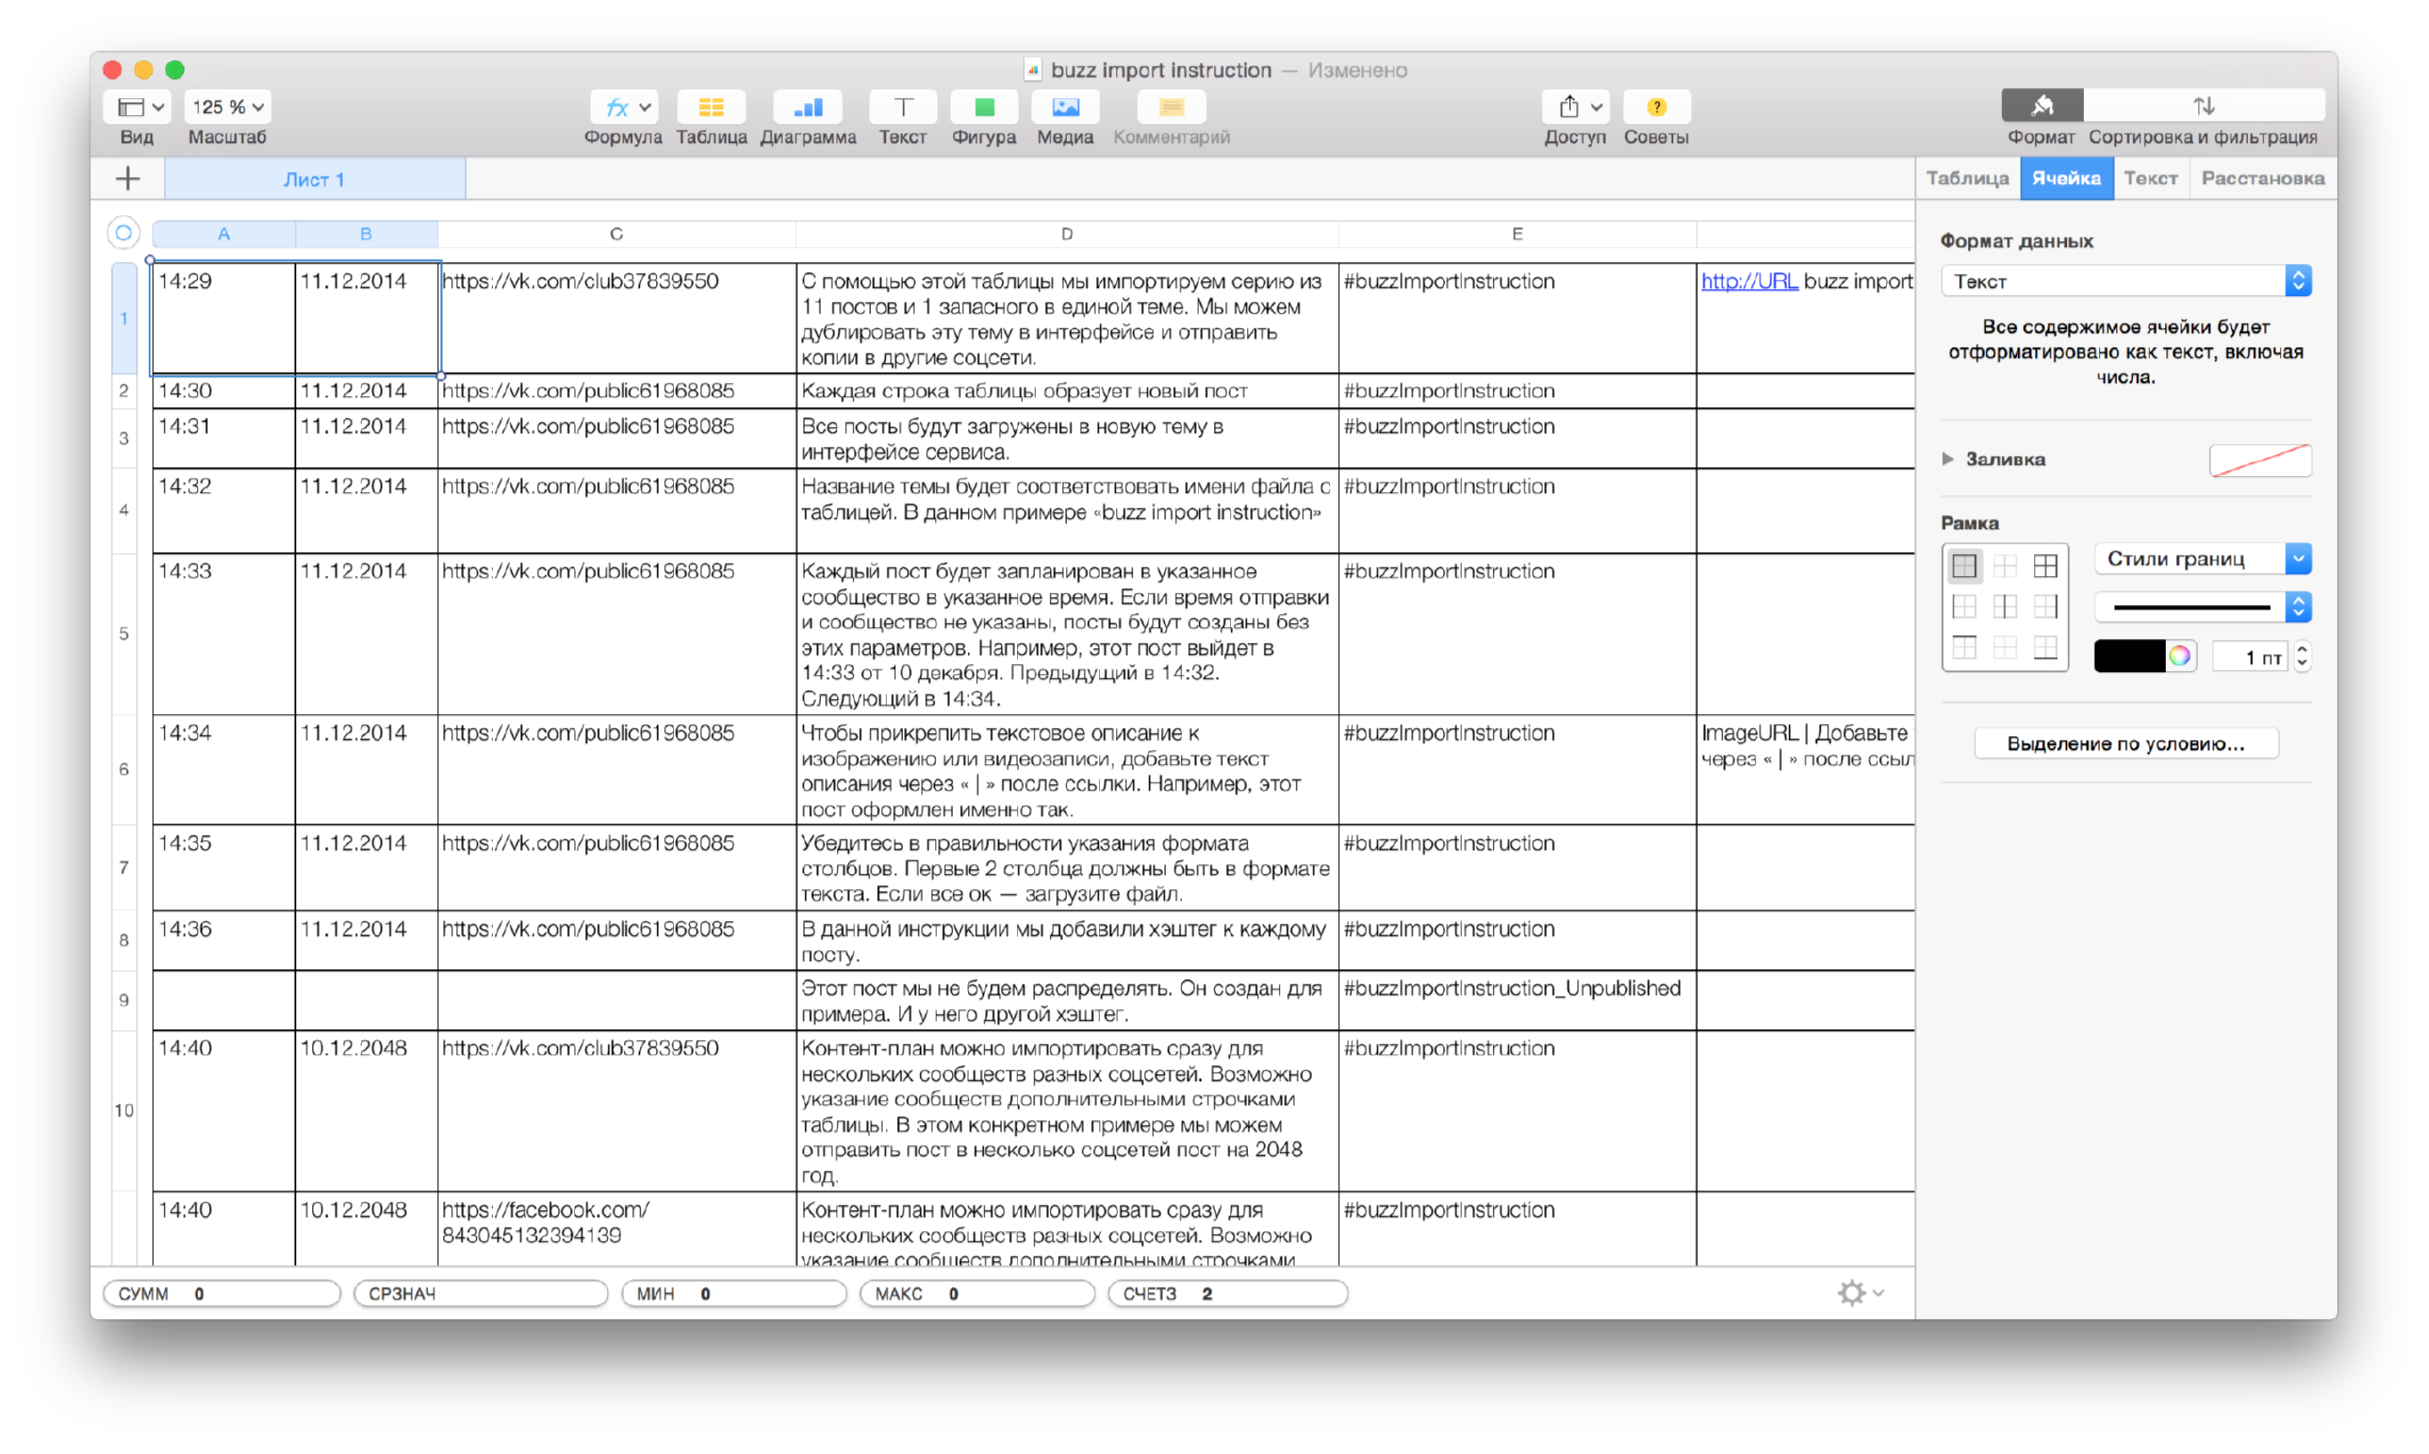 buzz import instruction — Изменено
125 %
Вид
Масштаб
Формула
Таблица
Диаграмма
Текст
Фигура
Медиа
Комментарий
Доступ
Советы
Формат
Сортировка и фильтрация
Лист 1
Таблица
Ячейка
Текст
Расстановка
A
B
C
D
E
1
14:29
11.12.2014
https://vk.com/club37839550
С помощью этой таблицы мы импортируем серию из
11 постов и 1 запасного в единой теме. Мы можем
дублировать эту тему в интерфейсе и отправить
копии в другие соцсети.
#buzzImportInstruction
http://URL buzz import
2
14:30
11.12.2014
https://vk.com/public61968085
Каждая строка таблицы образует новый пост
#buzzImportInstruction
3
14:31
11.12.2014
https://vk.com/public61968085
Все посты будут загружены в новую тему в
интерфейсе сервиса.
#buzzImportInstruction
4
14:32
11.12.2014
https://vk.com/public61968085
Название темы будет соответствовать имени файла с
таблицей. В данном примере «buzz import instruction»
#buzzImportInstruction
5
14:33
11.12.2014
https://vk.com/public61968085
Каждый пост будет запланирован в указанное
сообщество в указанное время. Если время отправки
и сообщество не указаны, посты будут созданы без
этих параметров. Например, этот пост выйдет в
14:33 от 10 декабря. Предыдущий в 14:32.
Следующий в 14:34.
#buzzImportInstruction
6
14:34
11.12.2014
https://vk.com/public61968085
Чтобы прикрепить текстовое описание к
изображению или видеозаписи, добавьте текст
описания через « | » после ссылки. Например, этот
пост оформлен именно так.
#buzzImportInstruction
ImageURL | Добавьте
через « | » после ссыл
7
14:35
11.12.2014
https://vk.com/public61968085
Убедитесь в правильности указания формата
столбцов. Первые 2 столбца должны быть в формате
текста. Если все ок — загрузите файл.
#buzzImportInstruction
8
14:36
11.12.2014
https://vk.com/public61968085
В данной инструкции мы добавили хэштег к каждому
посту.
#buzzImportInstruction
9
Этот пост мы не будем распределять. Он создан для
примера. И у него другой хэштег.
#buzzImportInstruction_Unpublished
10
14:40
10.12.2048
https://vk.com/club37839550
Контент-план можно импортировать сразу для
нескольких сообществ разных соцсетей. Возможно
указание сообществ дополнительными строчками
таблицы. В этом конкретном примере мы можем
отправить пост в несколько соцсетей пост на 2048
год.
#buzzImportInstruction
14:40
10.12.2048
https://facebook.com/
843045132394139
Контент-план можно импортировать сразу для
нескольких сообществ разных соцсетей. Возможно
указание сообществ дополнительными строчками
#buzzImportInstruction
Формат данных
Текст
Все содержимое ячейки будет
отформатировано как текст, включая
числа.
Заливка
Рамка
Стили границ
1 пт
Выделение по условию...
СУММ 0
СРЗНАЧ
МИН 0
МАКС 0
СЧЕТЗ 2